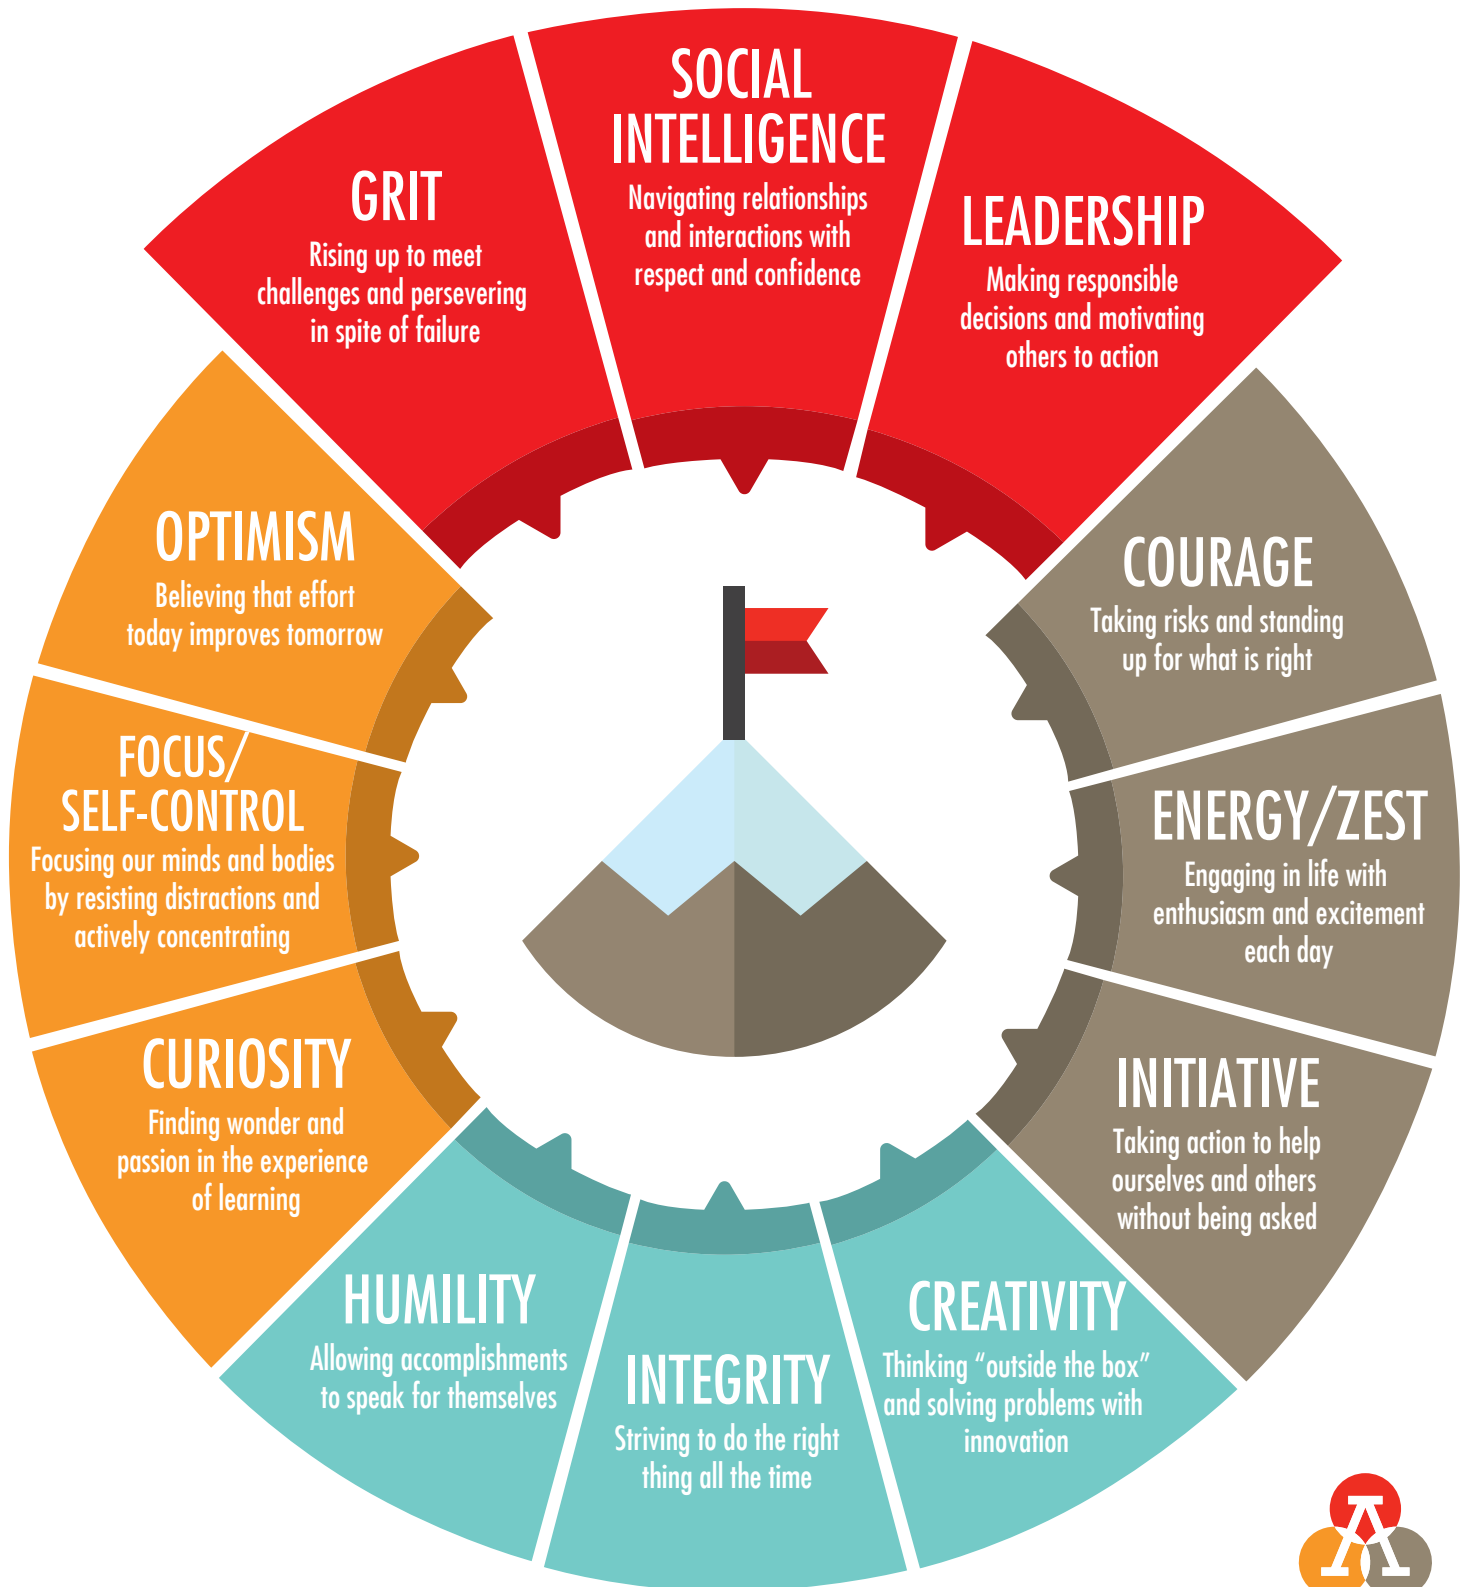 SOCIAL
INTELLIGENCE
Navigating relationships
and interactions with
respect and confidence
LEADERSHIP
Making responsible
decisions and motivating
others to action
COURAGE
Taking risks and standing
up for what is right
ENERGY/ZEST
Engaging in life with
enthusiasm and excitement
each day
INITIATIVE
Taking action to help
ourselves and others
without being asked
CREATIVITY
Thinking “outside the box”
and solving problems with
innovation
INTEGRITY
Striving to do the right
thing all the time
HUMILITY
Allowing accomplishments
to speak for themselves
CURIOSITY
Finding wonder and
passion in the experience
of learning
FOCUS/
SELF-CONTROL
Focusing our minds and bodies
by resisting distractions and
actively concentrating
OPTIMISM
Believing that effort
today improves tomorrow
GRIT
Rising up to meet
challenges and persevering
in spite of failure
A